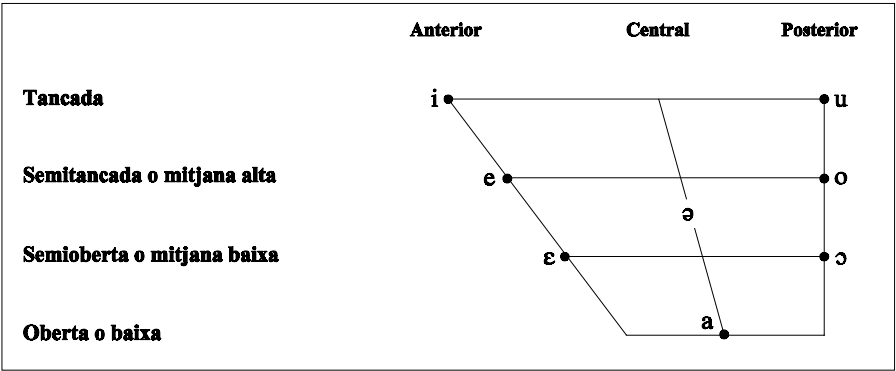 Anterior Central Posterior
Tancada i u
Semitancada o mitjana alta e o
ə
Semioberta o mitjana baixa ɛ ɔ
a
Oberta o baixa